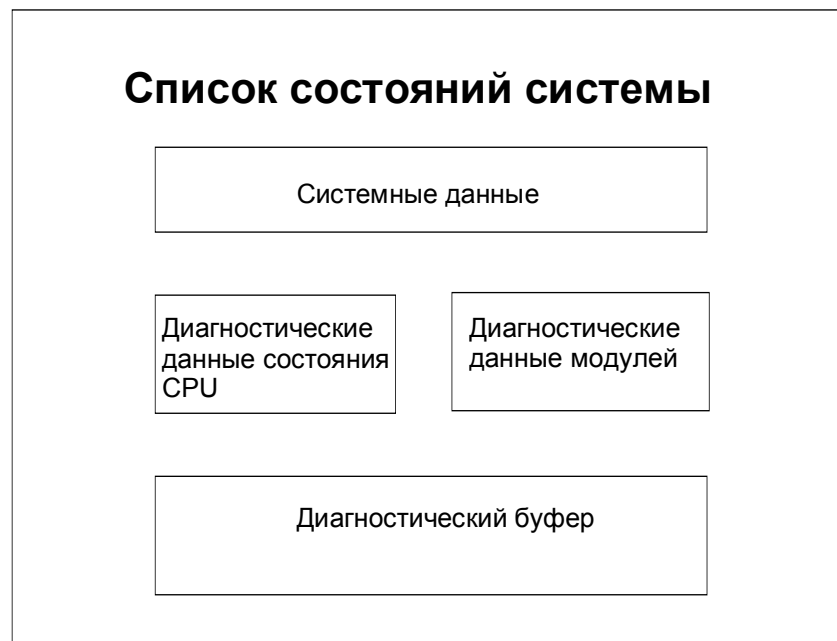 Список состояний системы
Системные данные
Диагностические
данные состояния
CPU
Диагностические
данные модулей
Диагностический буфер